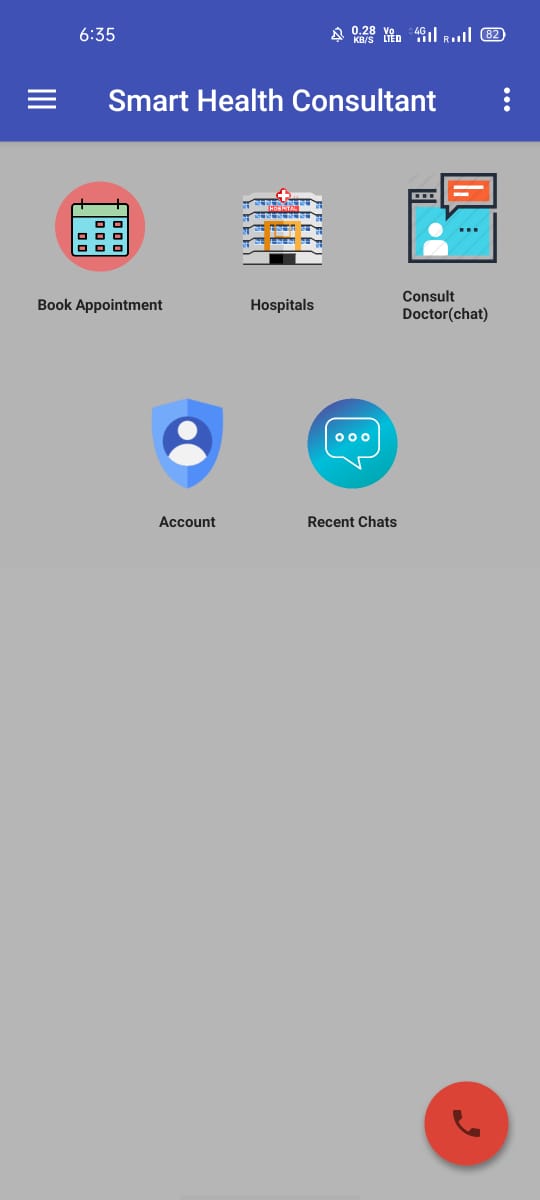 6:35
0.28
KB/S
Vo
LTE
4G
R
82
Smart Health Consultant
HOSPITAL
Book Appointment
Hospitals
Consult
Doctor(chat)
Account
Recent Chats